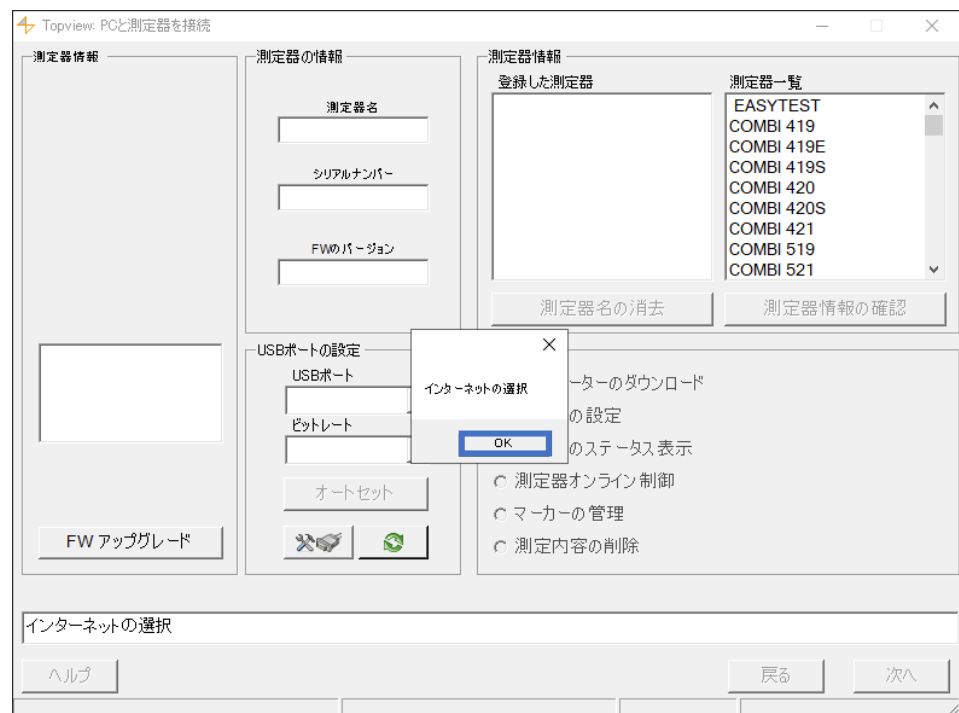 Topview: PCと測定器を接続
測定器情報
測定器の情報
測定器名
シリアルナンバー
FWのバージョン
測定器情報
登録した測定器
測定器一覧
EASYTEST
COMBI 419
COMBI 419E
COMBI 419S
COMBI 420
COMBI 420S
COMBI 421
COMBI 519
COMBI 521
測定器名の消去
測定器情報の確認
USBポートの設定
USBポート
ビットレート
オートセット
インターネットの選択
OK
ーターのダウンロード
の設定
のステータス表示
測定器オンライン制御
マーカーの管理
測定内容の削除
FW アップグレード
インターネットの選択
ヘルプ
戻る
次へ